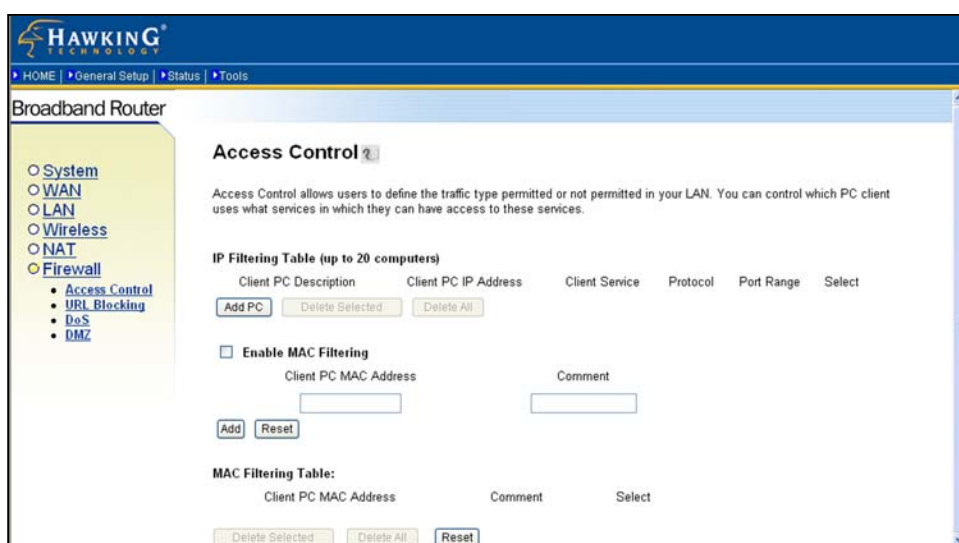 HAWKING®
TECHNOLOGY
HOME | General Setup | Status | Tools
Broadband Router
System
WAN
LAN
Wireless
NAT
Firewall
Access Control
URL Blocking
DoS
DMZ
Access Control ?
Access Control allows users to define the traffic type permitted or not permitted in your LAN. You can control which PC client
uses what services in which they can have access to these services.
IP Filtering Table (up to 20 computers)
Client PC Description Client PC IP Address Client Service Protocol Port Range Select
Add PC Delete Selected Delete All
Enable MAC Filtering
Client PC MAC Address Comment
Add Reset
MAC Filtering Table:
Client PC MAC Address Comment Select
Delete Selected Delete All Reset